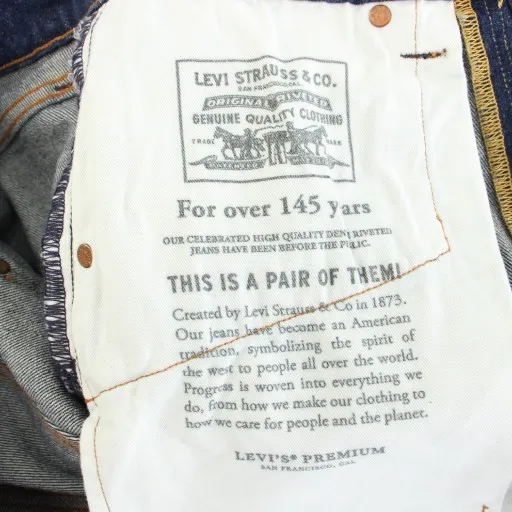 LEVI STRAUSS & CO.
SAN FRANCISCO, CAL
ORIGINAL RIVETED
GENUINE QUALITY CLOTHING
TRADE MARK
For over 145 yars
OUR CELEBRATED HIGH QUALITY DENJ RIVETED
JEANS HAVE BEEN BEFORE THE PULIC.
THIS IS A PAIR OF THEM!
Created by Levi Strauss & Co in 1873.
Our jeans have become an American
tradition, symbolizing the spirit of
the west to people all over the world.
Progress is woven into everything we
do, from how we make our clothing to
how we care for people and the planet.
LEVI'S® PREMIUM
SAN FRANCISCO, CAL